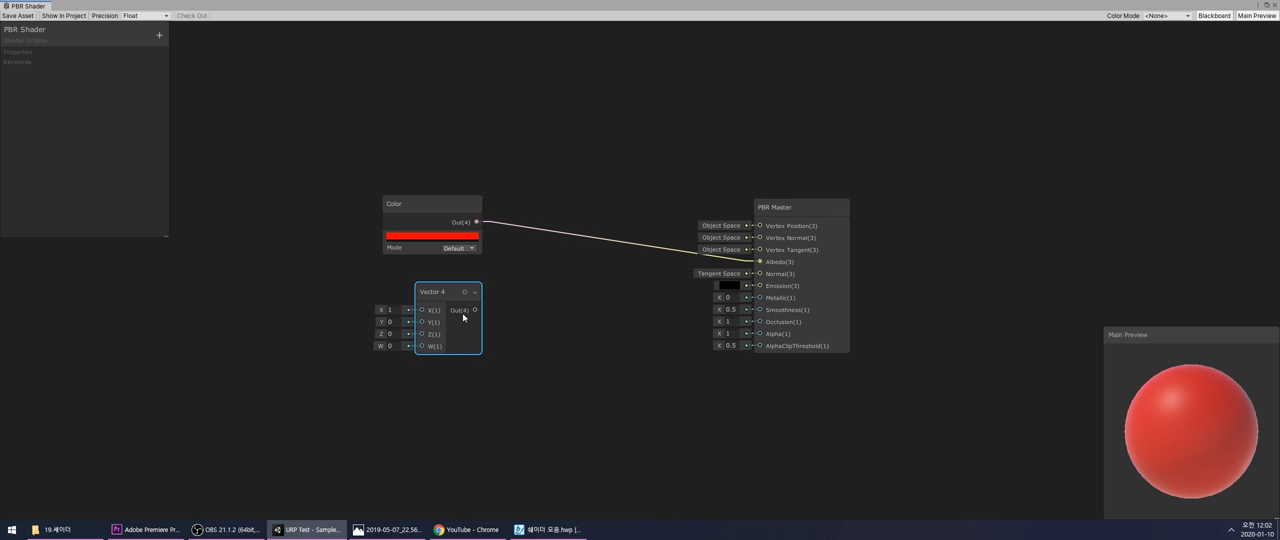 PBR Shader
Save Asset Show In Project Precision Float Check Out Color Mode <None> Blackboard Main Preview
PBR Shader
Shader Graphs
Properties
Keywords
Color
Out(4)
Mode Default
Vector 4
X 1 X(1) Out(4)
Y 0 Y(1)
Z 0 Z(1)
W 0 W(1)
PBR Master
Object Space Vertex Position(3)
Object Space Vertex Normal(3)
Object Space Vertex Tangent(3)
Albedo(3)
Tangent Space Normal(3)
Emission(3)
X 0 Metallic(1)
X 0.5 Smoothness(1)
X 1 Occlusion(1)
X 1 Alpha(1)
X 0.5 AlphaClipThreshold(1)
Main Preview
19.셰이더 Adobe Premiere Pr... OBS 21.1.2 (64bit,... URP Test - Sample... 2019-05-07_22.56... YouTube - Chrome 쉐이더 모음.hwp [...
오전 12:02
2020-01-10